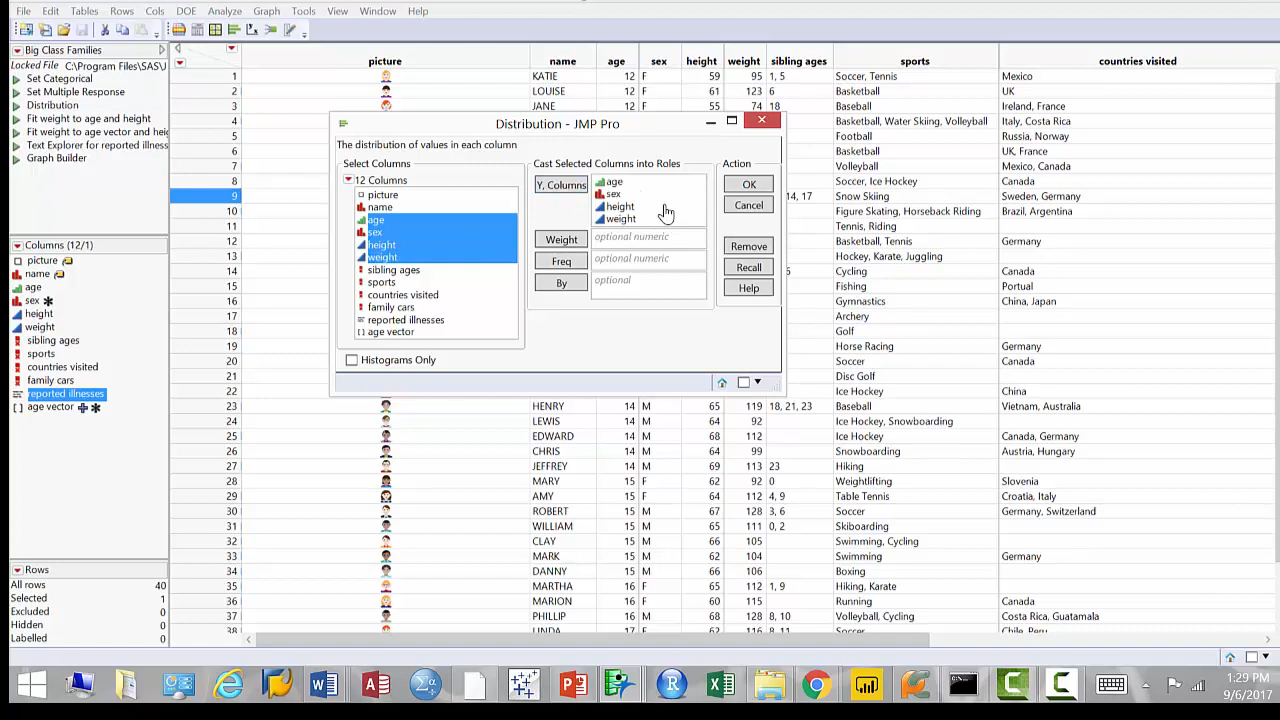 File Edit Tables Rows Cols DOE Analyze Graph Tools View Window Help
Big Class Families
Locked File C:\Program Files\SAS\J
Set Categorical
Set Multiple Response
Distribution
Fit weight to age and height
Fit weight to age vector and heig
Text Explorer for reported illness
Graph Builder
Columns (12/1)
picture
name
age
sex
height
weight
sibling ages
sports
countries visited
family cars
reported illnesses
age vector
Rows
All rows 40
Selected 1
Excluded 0
Hidden 0
Labelled 0
picture name age sex height weight sibling ages sports countries visited
1 KATIE 12 F 59 95 1, 5 Soccer, Tennis Mexico
2 LOUISE 12 F 61 123 6 Basketball UK
3 JANE 12 F 55 74 18 Baseball Ireland, France
4 Basketball, Water Skiing, Volleyball Italy, Costa Rica
5 Football Russia, Norway
6 Basketball UK, France
7 Volleyball Mexico, Canada
8 Soccer, Ice Hockey Canada
9 14, 17 Snow Skiing Sweden, Germany
10 Figure Skating, Horseback Riding Brazil, Argentina
11 Tennis, Riding
12 Basketball, Tennis Germany
13 Hockey, Karate, Juggling
14 6 Cycling Canada
15 Fishing Portual
16 Gymnastics China, Japan
17 Archery
18 Golf
19 Horse Racing Germany
20 Soccer Canada
21 Disc Golf
22 Ice Hockey China
23 HENRY 14 M 65 119 18, 21, 23 Baseball Vietnam, Australia
24 LEWIS 14 M 64 92 Ice Hockey, Snowboarding
25 EDWARD 14 M 68 112 Ice Hockey Canada, Germany
26 CHRIS 14 M 64 99 Snowboarding Austria, Hungary
27 JEFFREY 14 M 69 113 23 Hiking
28 MARY 15 F 62 92 0 Weightlifting Slovenia
29 AMY 15 F 64 112 4, 9 Table Tennis Croatia, Italy
30 ROBERT 15 M 67 128 3, 6 Soccer Germany, Switzerland
31 WILLIAM 15 M 65 111 0, 2 Skiboarding
32 CLAY 15 M 66 105 Swimming, Cycling
33 MARK 15 M 62 104 Swimming Germany
34 DANNY 15 M 66 106 Boxing
35 MARTHA 16 F 65 112 1, 9 Hiking, Karate
36 MARION 16 F 60 115 Running Canada
37 PHILLIP 16 M 68 128 8, 10 Volleyball, Cycling Costa Rica, Guatamala
38 LINDA 17 F 62 116 8, 11 Soccer Chile, Peru
Distribution - JMP Pro
The distribution of values in each column
Select Columns
12 Columns
picture
name
age
sex
height
weight
sibling ages
sports
countries visited
family cars
reported illnesses
age vector
Histograms Only
Cast Selected Columns into Roles
Y, Columns
age
sex
height
weight
Weight optional numeric
Freq optional numeric
By optional
Action
OK
Cancel
Remove
Recall
Help
1:29 PM
9/6/2017